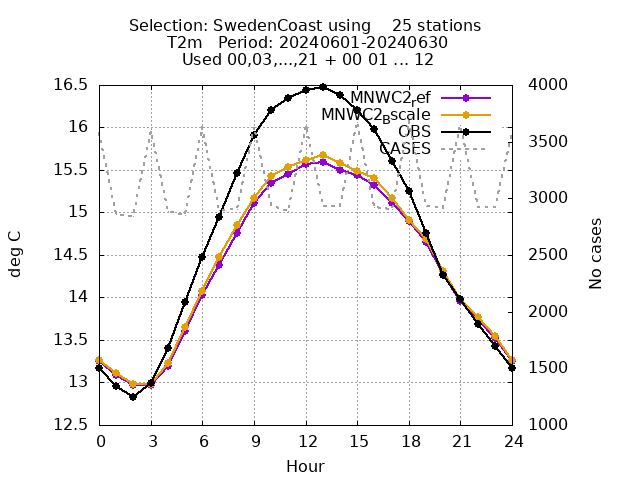 Selection: SwedenCoast using 25 stations
T2m Period: 20240601-20240630
Used 00,03,...,21 + 00 01 ... 12
16.5
16
15.5
15
14.5
14
13.5
13
12.5
deg C
4000
3500
3000
2500
2000
1500
1000
No cases
MNWC2_ref
MNWC2_Bscale
OBS
CASES
0 3 6 9 12 15 18 21 24
Hour